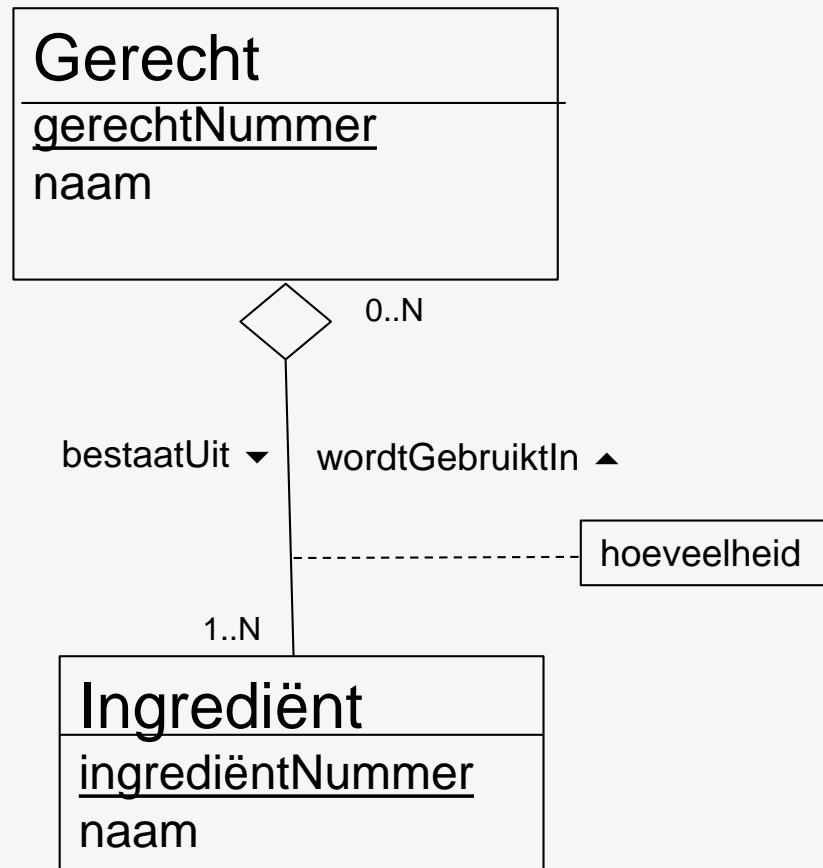 Gerecht
gerechtNummer
naam
0..N
bestaatUit ▼ wordtGebruiktIn ▲
hoeveelheid
1..N
Ingrediënt
ingrediëntNummer
naam